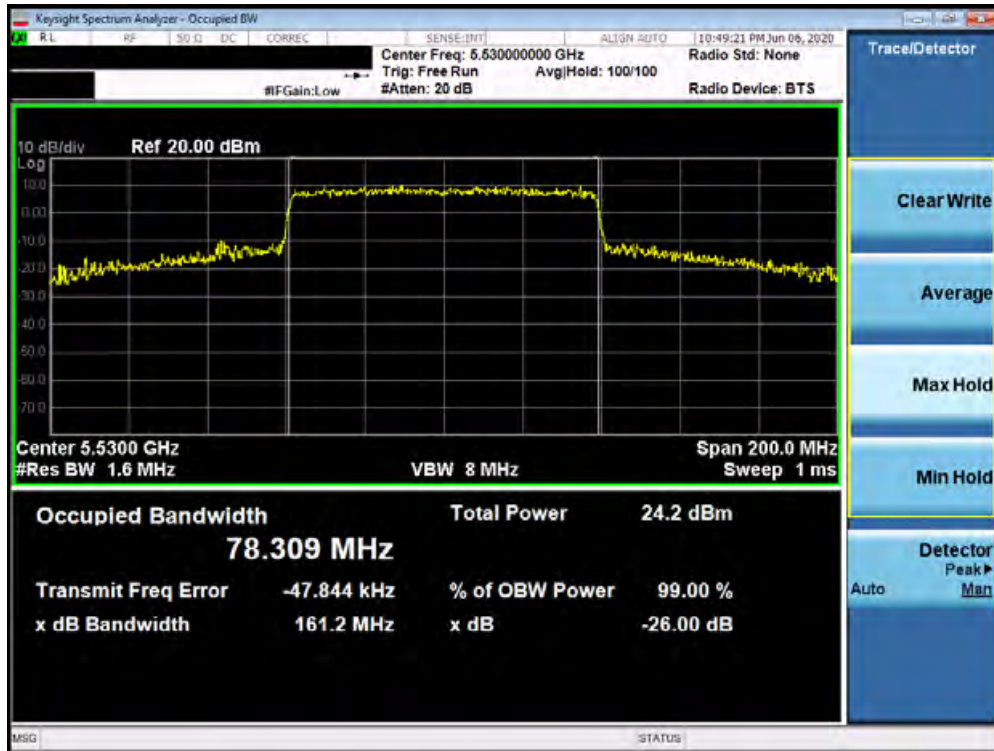 Keysight Spectrum Analyzer - Occupied BW
RL RF 50 Ω DC CORREC SENSE:INT ALIGN AUTO 10:49:21 PM Jun 06, 2020
Center Freq: 5.530000000 GHz Radio Std: None
Trig: Free Run Avg|Hold: 100/100
#IFGain:Low #Atten: 20 dB Radio Device: BTS
10 dB/div Ref 20.00 dBm
Log
10.0
0.00
-10.0
-20.0
-30.0
-40.0
-50.0
-60.0
-70.0
Center 5.5300 GHz Span 200.0 MHz
#Res BW 1.6 MHz VBW 8 MHz Sweep 1 ms
Occupied Bandwidth Total Power 24.2 dBm
78.309 MHz
Transmit Freq Error -47.844 kHz % of OBW Power 99.00 %
x dB Bandwidth 161.2 MHz x dB -26.00 dB
Trace/Detector
Clear Write
Average
Max Hold
Min Hold
Detector
Peak
Auto Man
MSG STATUS